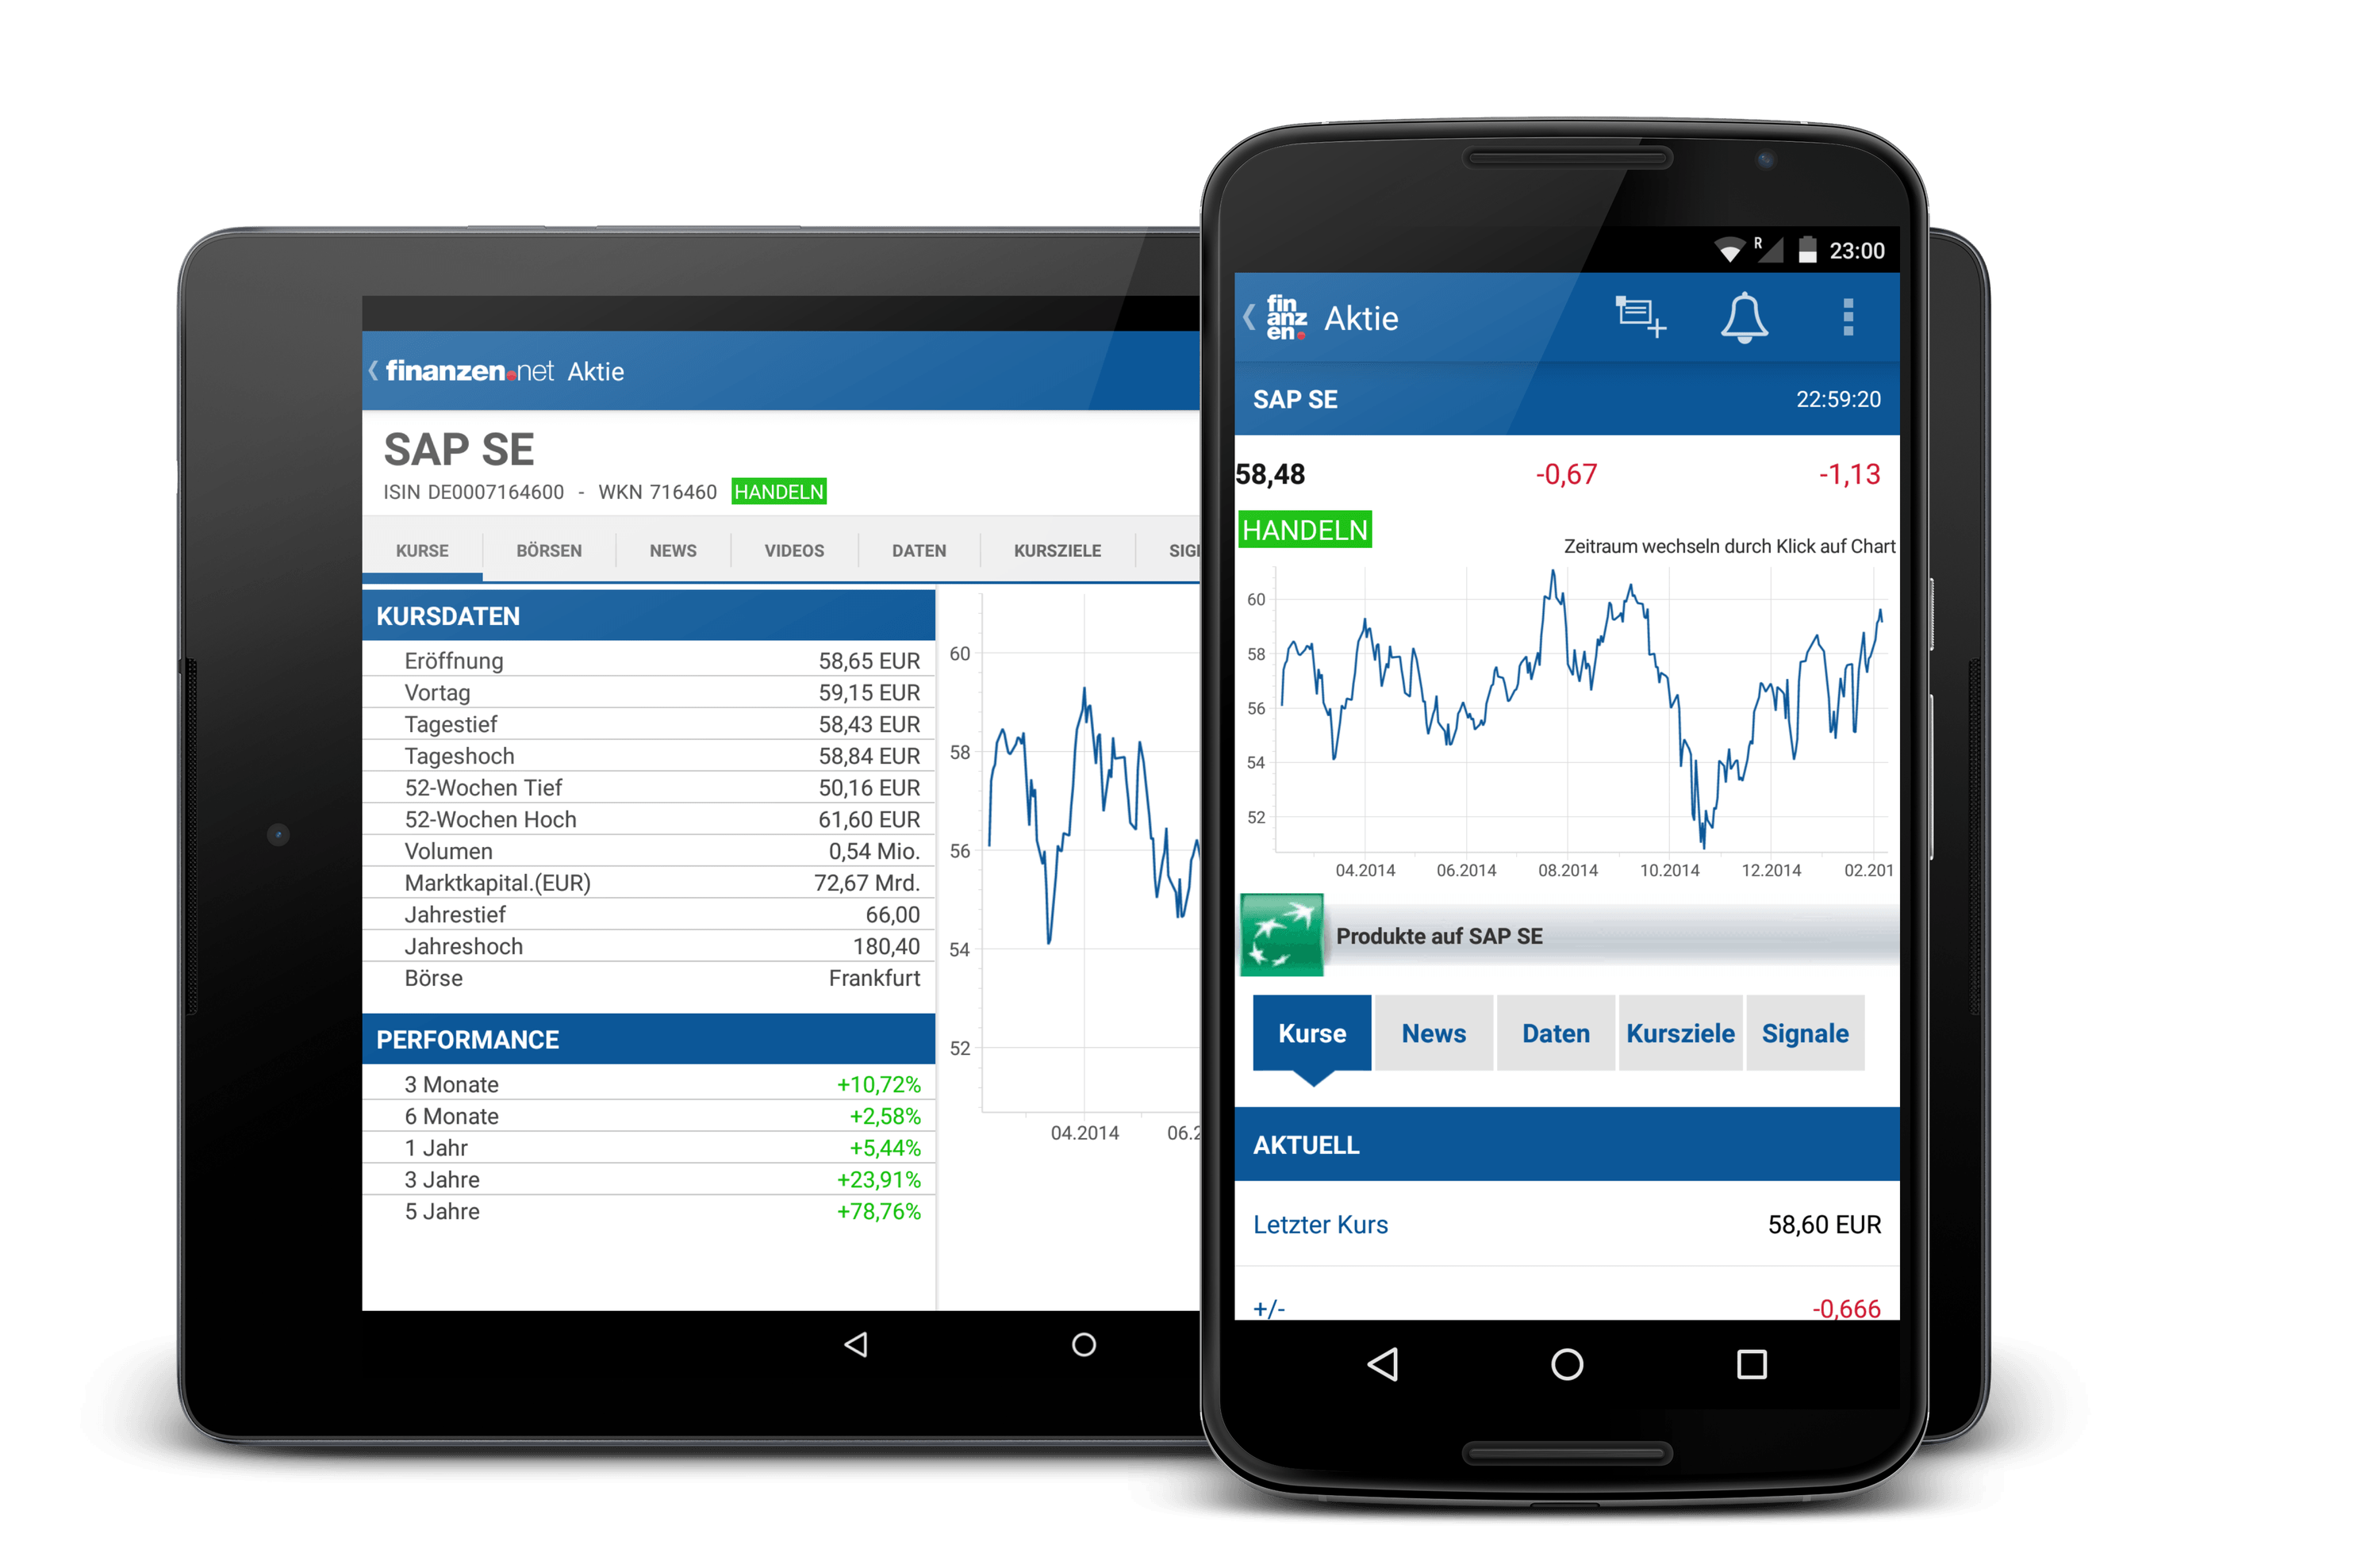 finanzen.net Aktie
SAP SE
ISIN DE0007164600 - WKN 716460 HANDELN
KURSE BÖRSEN NEWS VIDEOS DATEN KURSZIELE
KURSDATEN
Eröffnung 58,65 EUR
Vortag 59,15 EUR
Tagestief 58,43 EUR
Tageshoch 58,84 EUR
52-Wochen Tief 50,16 EUR
52-Wochen Hoch 61,60 EUR
Volumen 0,54 Mio.
Marktkapital.(EUR) 72,67 Mrd.
Jahrestief 66,00
Jahreshoch 180,40
Börse Frankfurt
PERFORMANCE
3 Monate +10,72%
6 Monate +2,58%
1 Jahr +5,44%
3 Jahre +23,91%
5 Jahre +78,76%
60
58
56
54
52
04.2014
R 23:00
finanzen. Aktie
SAP SE 22:59:20
58,48 -0,67 -1,13
HANDELN
Zeitraum wechseln durch Klick auf Chart
60
58
56
54
52
04.2014 06.2014 08.2014 10.2014 12.2014 02.201
Produkte auf SAP SE
Kurse News Daten Kursziele Signale
AKTUELL
Letzter Kurs 58,60 EUR
+/- -0,666